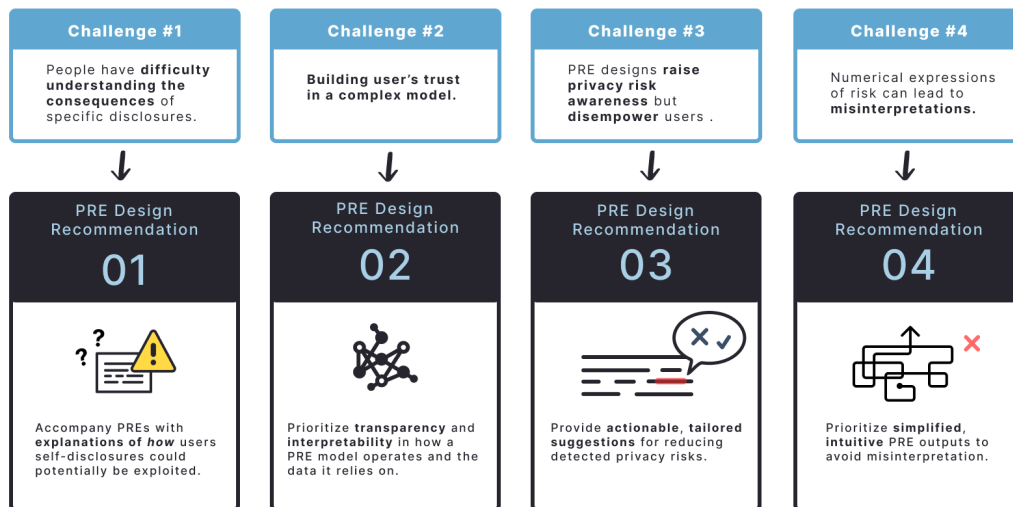 Challenge #1
People have difficulty
understanding the
consequences of
specific disclosures.
Challenge #2
Building user’s trust
in a complex model.
Challenge #3
PRE designs raise
privacy risk
awareness but
disempower users .
Challenge #4
Numerical expressions
of risk can lead to
misinterpretations.
PRE Design
Recommendation
01
? ?
!
Accompany PREs with
explanations of how users
self-disclosures could
potentially be exploited.
PRE Design
Recommendation
02
Prioritize transparency and
interpretability in how a
PRE model operates and the
data it relies on.
PRE Design
Recommendation
03
Provide actionable, tailored
suggestions for reducing
detected privacy risks.
PRE Design
Recommendation
04
Prioritize simplified,
intuitive PRE outputs to
avoid misinterpretation.